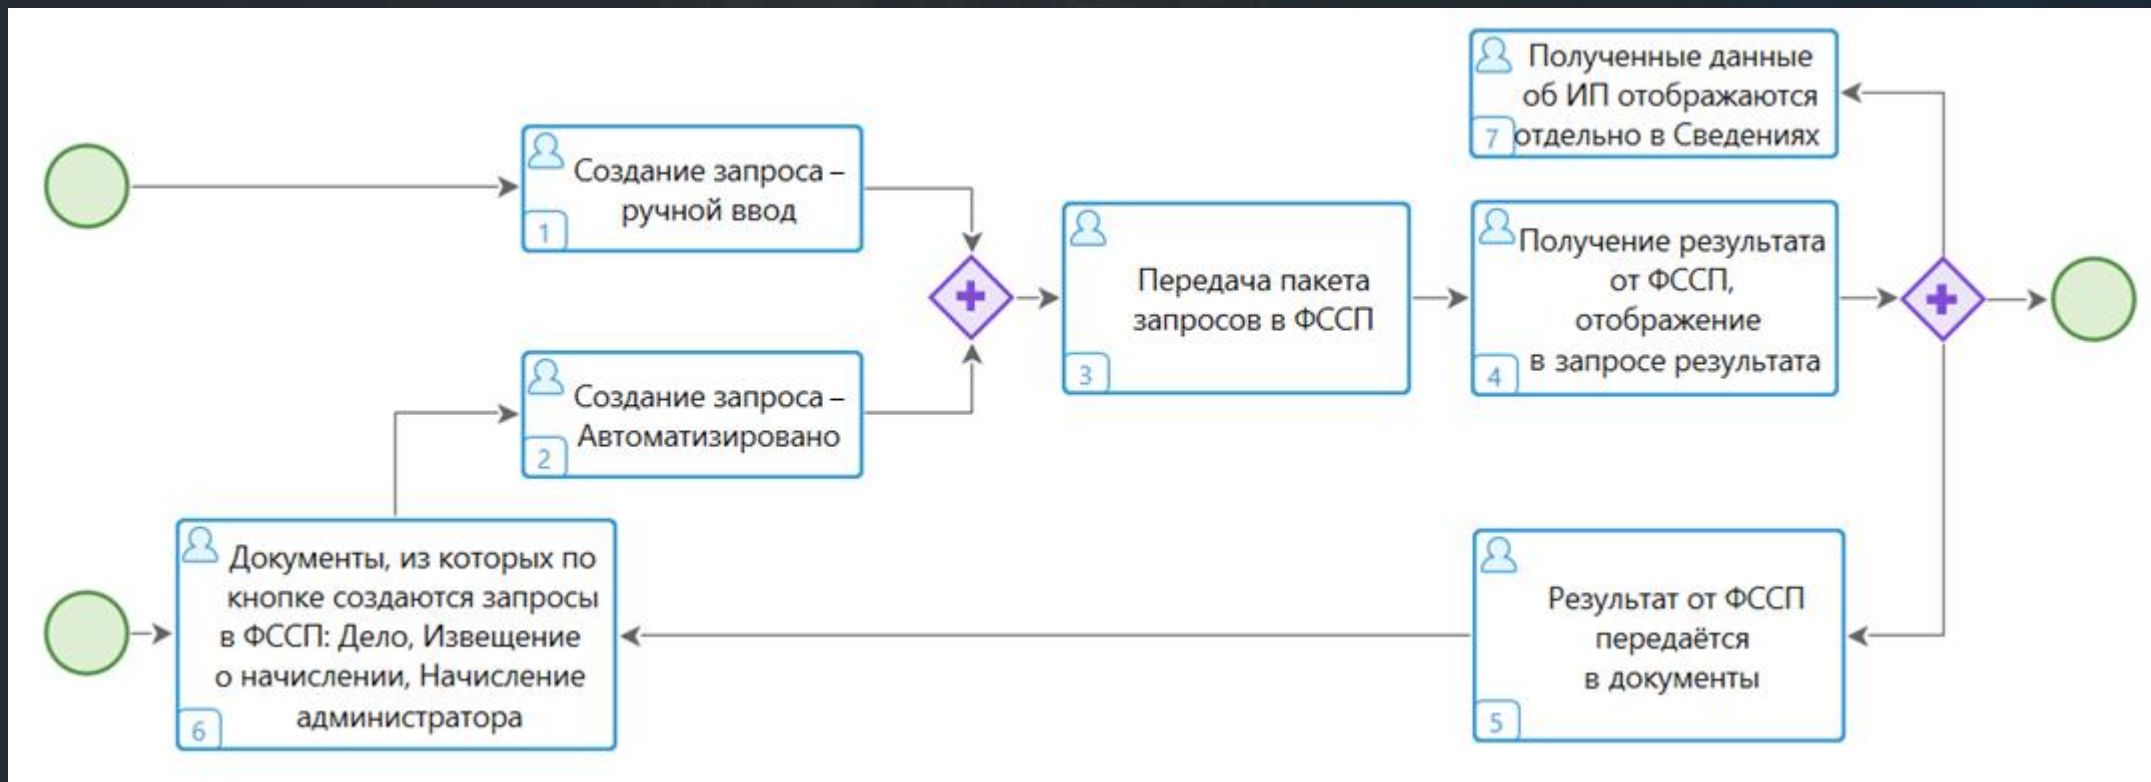 Создание запроса –
ручной ввод
1
Создание запроса –
Автоматизировано
2
Передача пакета
запросов в ФССП
3
Полученные данные
об ИП отображаются
отдельно в Сведениях
7
Получение результата
от ФССП,
отображение
в запросе результата
4
Документы, из которых по
кнопке создаются запросы
в ФССП: Дело, Извещение
о начислении, Начисление
администратора
6
Результат от ФССП
передаётся
в документы
5